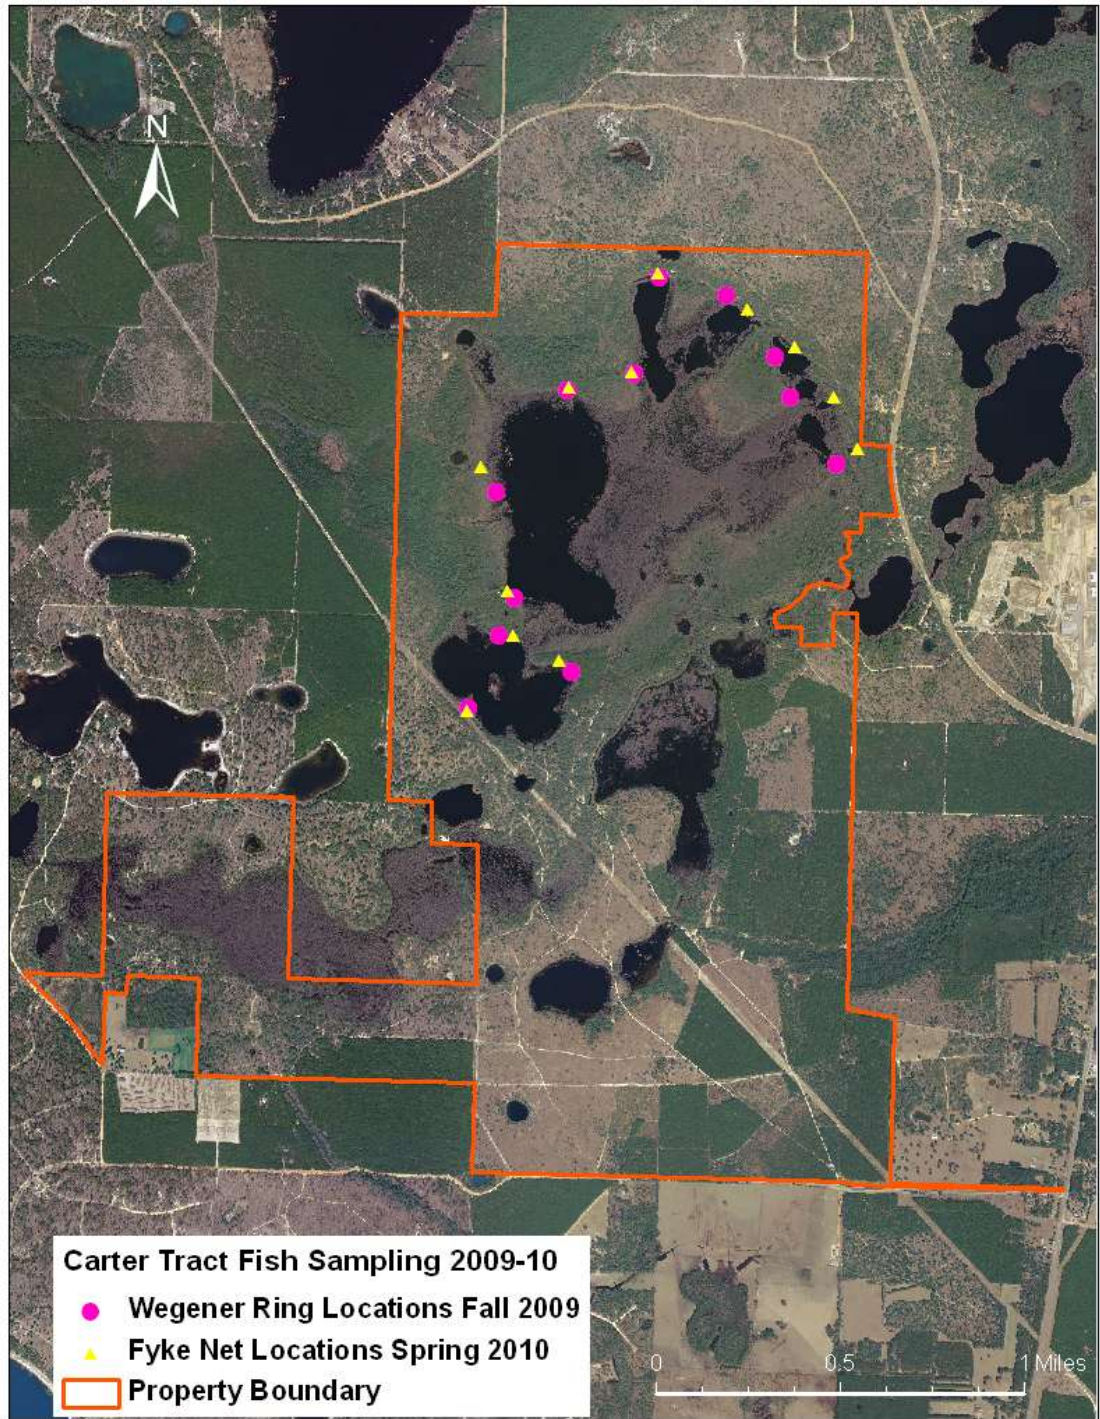 N
Carter Tract Fish Sampling 2009-10
Wegener Ring Locations Fall 2009
Fyke Net Locations Spring 2010
Property Boundary
0 0.5 1 Miles